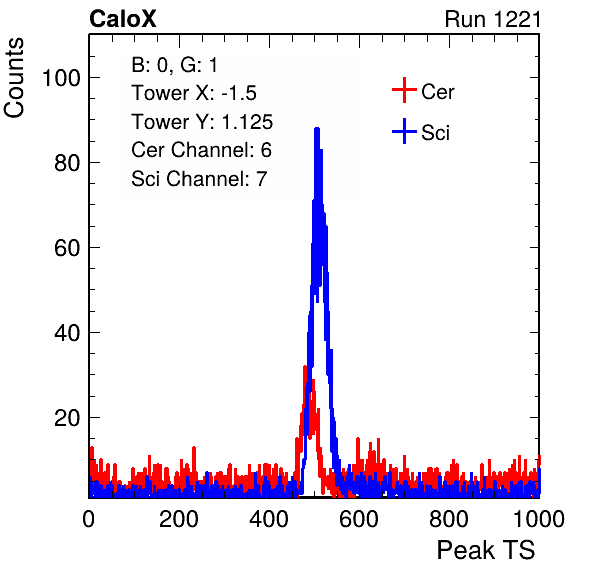 CaloX Run 1221
Counts
B: 0, G: 1
Tower X: -1.5
Tower Y: 1.125
Cer Channel: 6
Sci Channel: 7
Cer
Sci
100
80
60
40
20
0 200 400 600 800 1000
Peak TS